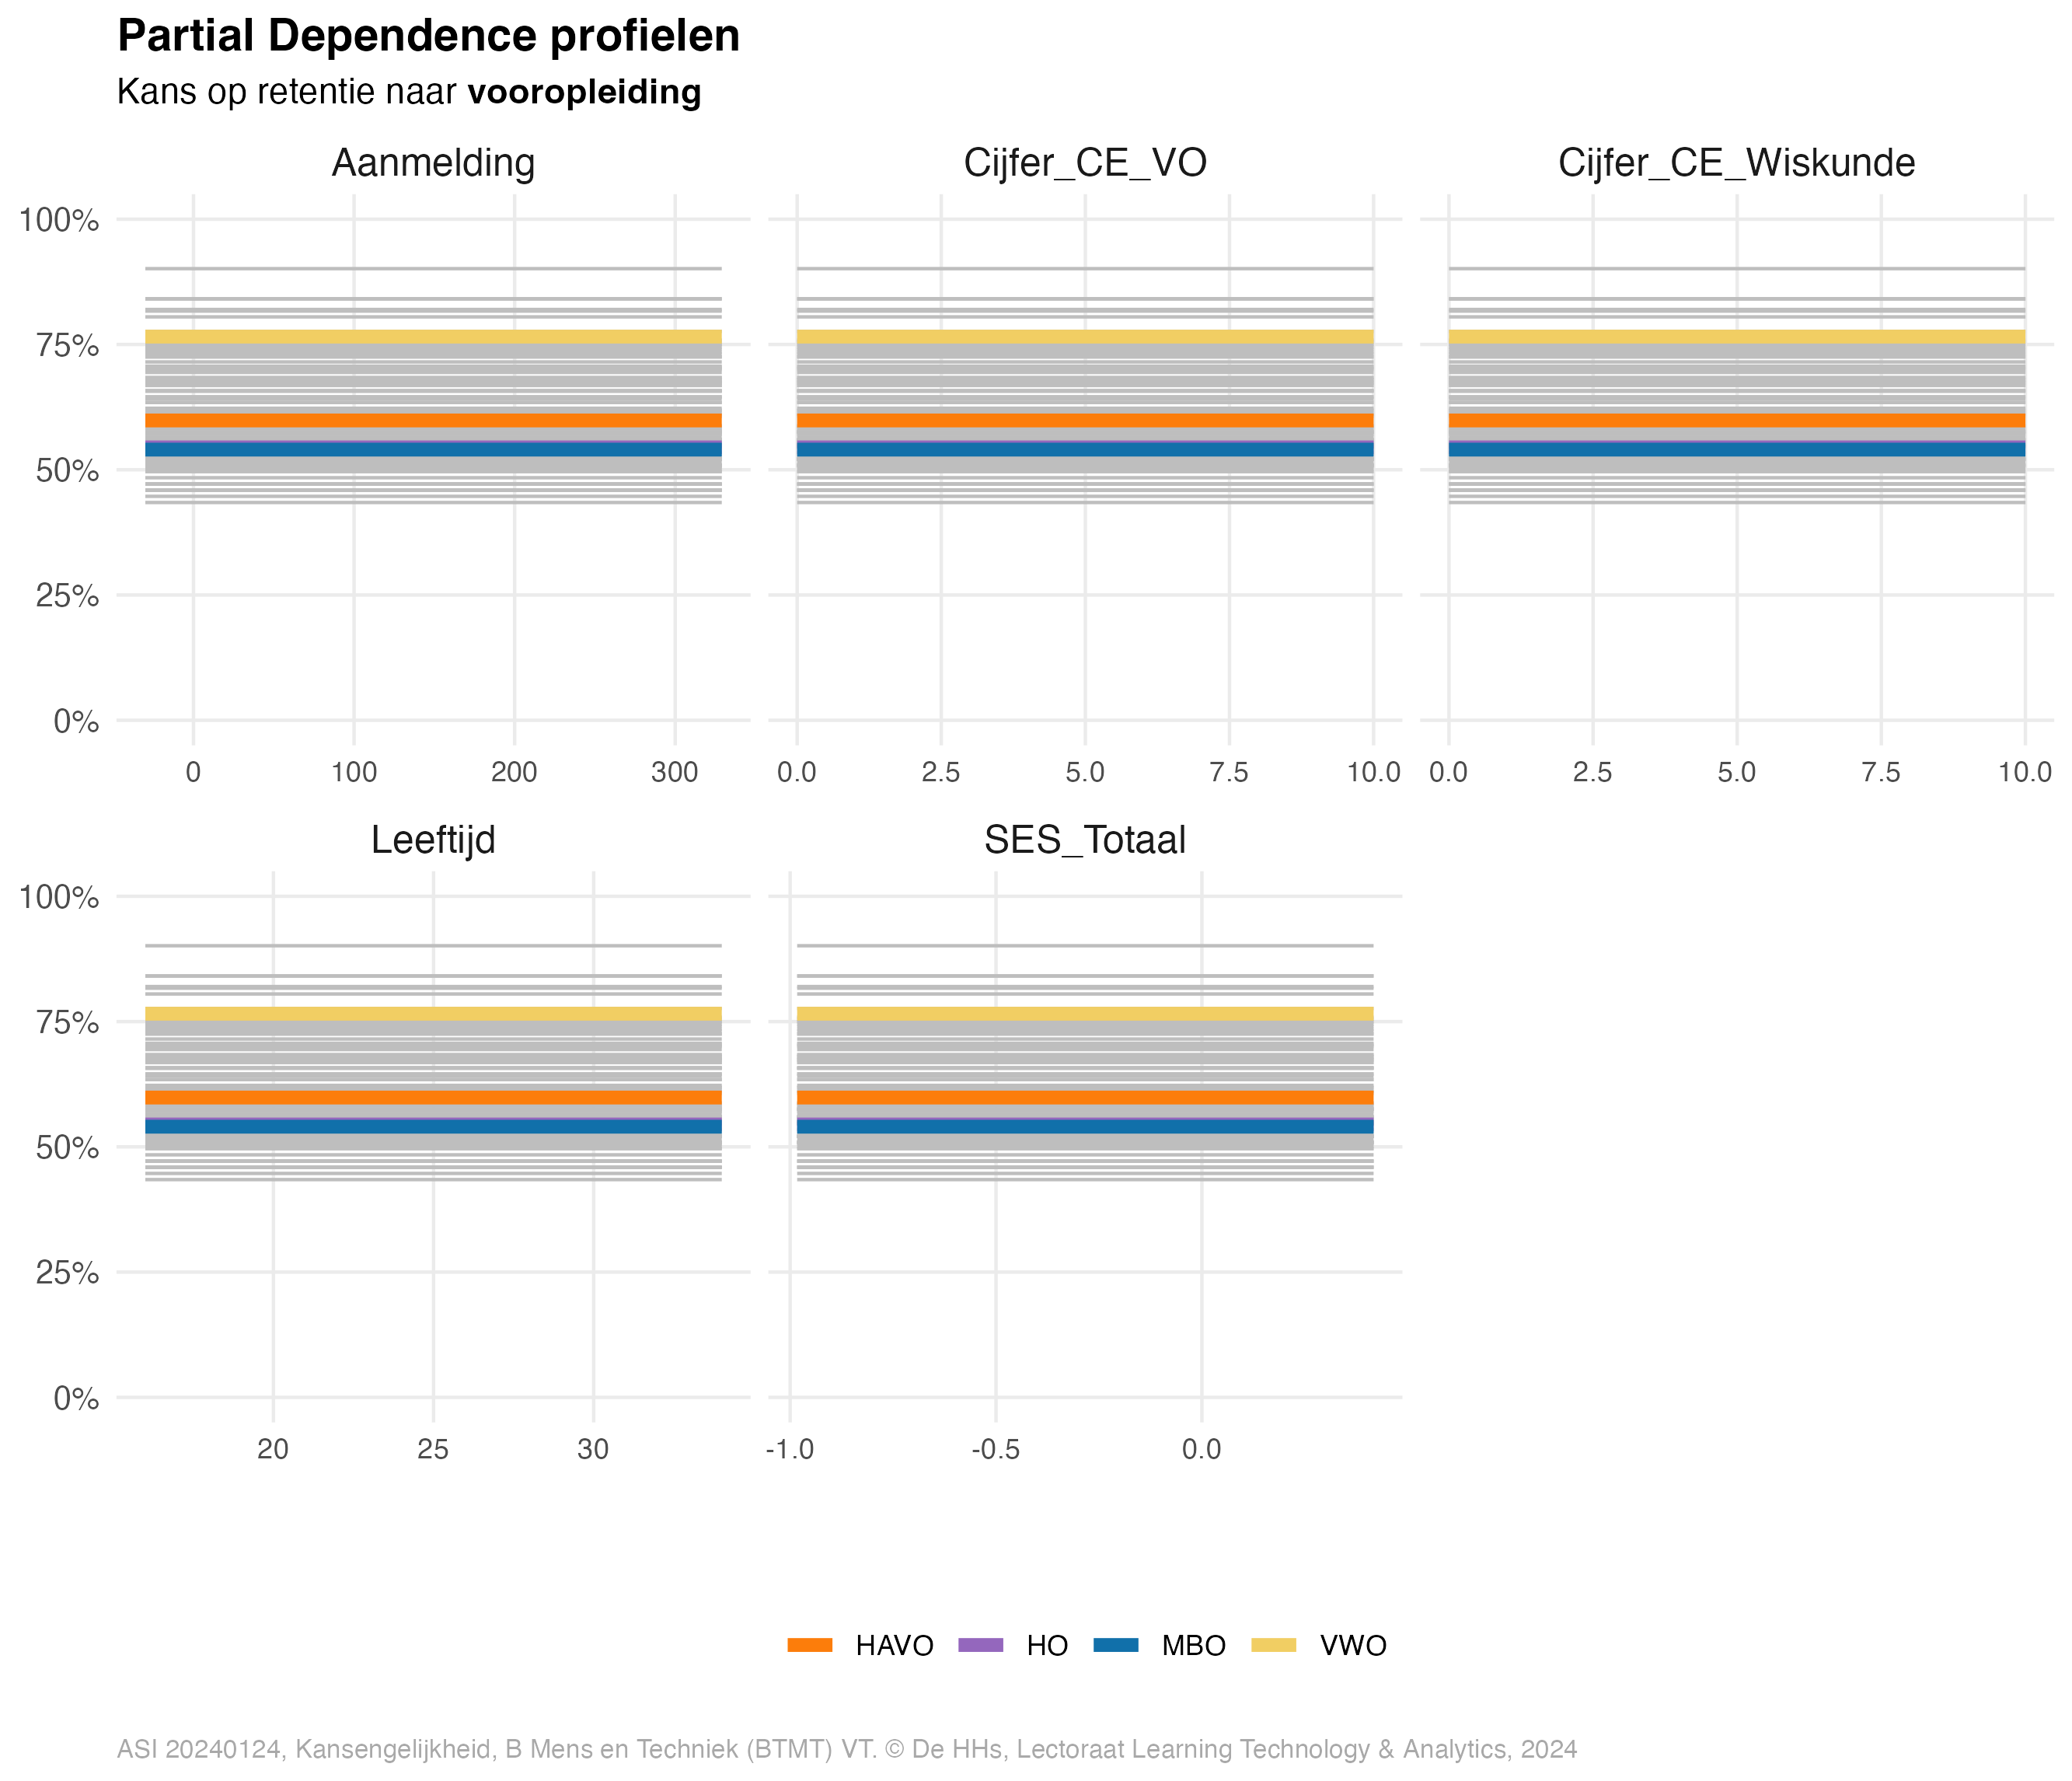 Partial Dependence profielen
Kans op retentie naar vooropleiding
Aanmelding Cijfer_CE_VO Cijfer_CE_Wiskunde
100%
75%
50%
25%
0%
0 100 200 300 0.0 2.5 5.0 7.5 10.0 0.0 2.5 5.0 7.5 10.0
Leeftijd SES_Totaal
100%
75%
50%
25%
0%
20 25 30 -1.0 -0.5 0.0
HAVO HO MBO VWO
ASI 20240124, Kansengelijkheid, B Mens en Techniek (BTMT) VT. © De HHs, Lectoraat Learning Technology & Analytics, 2024